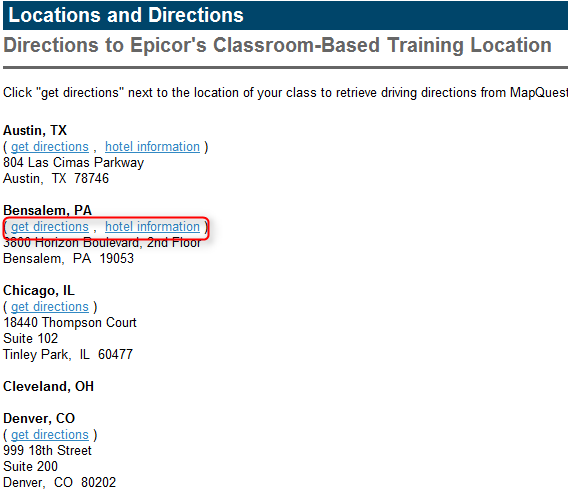 Locations and Directions
Directions to Epicor's Classroom-Based Training Location
Click "get directions" next to the location of your class to retrieve driving directions from MapQuest
Austin, TX
( get directions , hotel information )
804 Las Cimas Parkway
Austin, TX 78746
Bensalem, PA
( get directions , hotel information )
3800 Horizon Boulevard, 2nd Floor
Bensalem, PA 19053
Chicago, IL
( get directions )
18440 Thompson Court
Suite 102
Tinley Park, IL 60477
Cleveland, OH
Denver, CO
( get directions )
999 18th Street
Suite 200
Denver, CO 80202